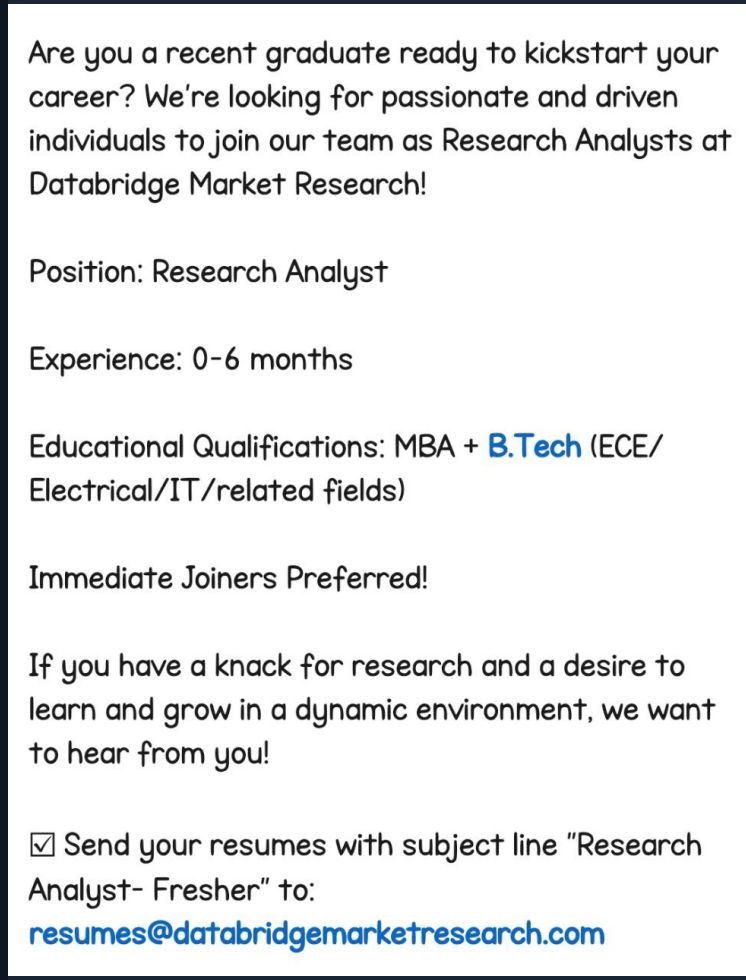 Are you a recent graduate ready to kickstart your
career? We're looking for passionate and driven
individuals to join our team as Research Analysts at
Databridge Market Research!
Position: Research Analyst
Experience: 0-6 months
Educational Qualifications: MBA + B.Tech (ECE/
Electrical/IT/related fields)
Immediate Joiners Preferred!
If you have a knack for research and a desire to
learn and grow in a dynamic environment, we want
to hear from you!
☑ Send your resumes with subject line "Research
Analyst- Fresher" to:
resumes@databridgemarketresearch.com